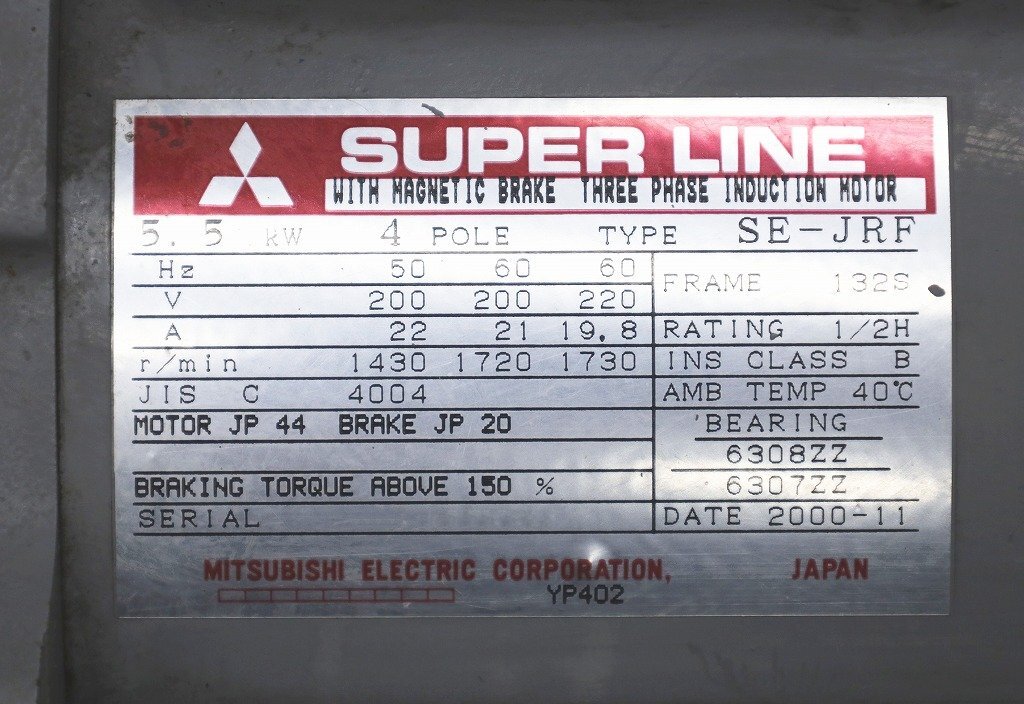 SUPER LINE
WITH MAGNETIC BRAKE THREE PHASE INDUCTION MOTOR
5.5 KW 4 POLE TYPE SE-JRF
Hz 50 60 60
FRAME 132S
V 200 200 220
A 22 21 19.8 RATING 1/2H
r/min 1430 1720 1730 INS CLASS B
JIS C 4004 AMB TEMP 40℃
MOTOR JP 44 BRAKE JP 20 BEARING
6308ZZ
BRAKING TORQUE ABOVE 150 % 6307ZZ
SERIAL DATE 2000-11
MITSUBISHI ELECTRIC CORPORATION, JAPAN
YP402